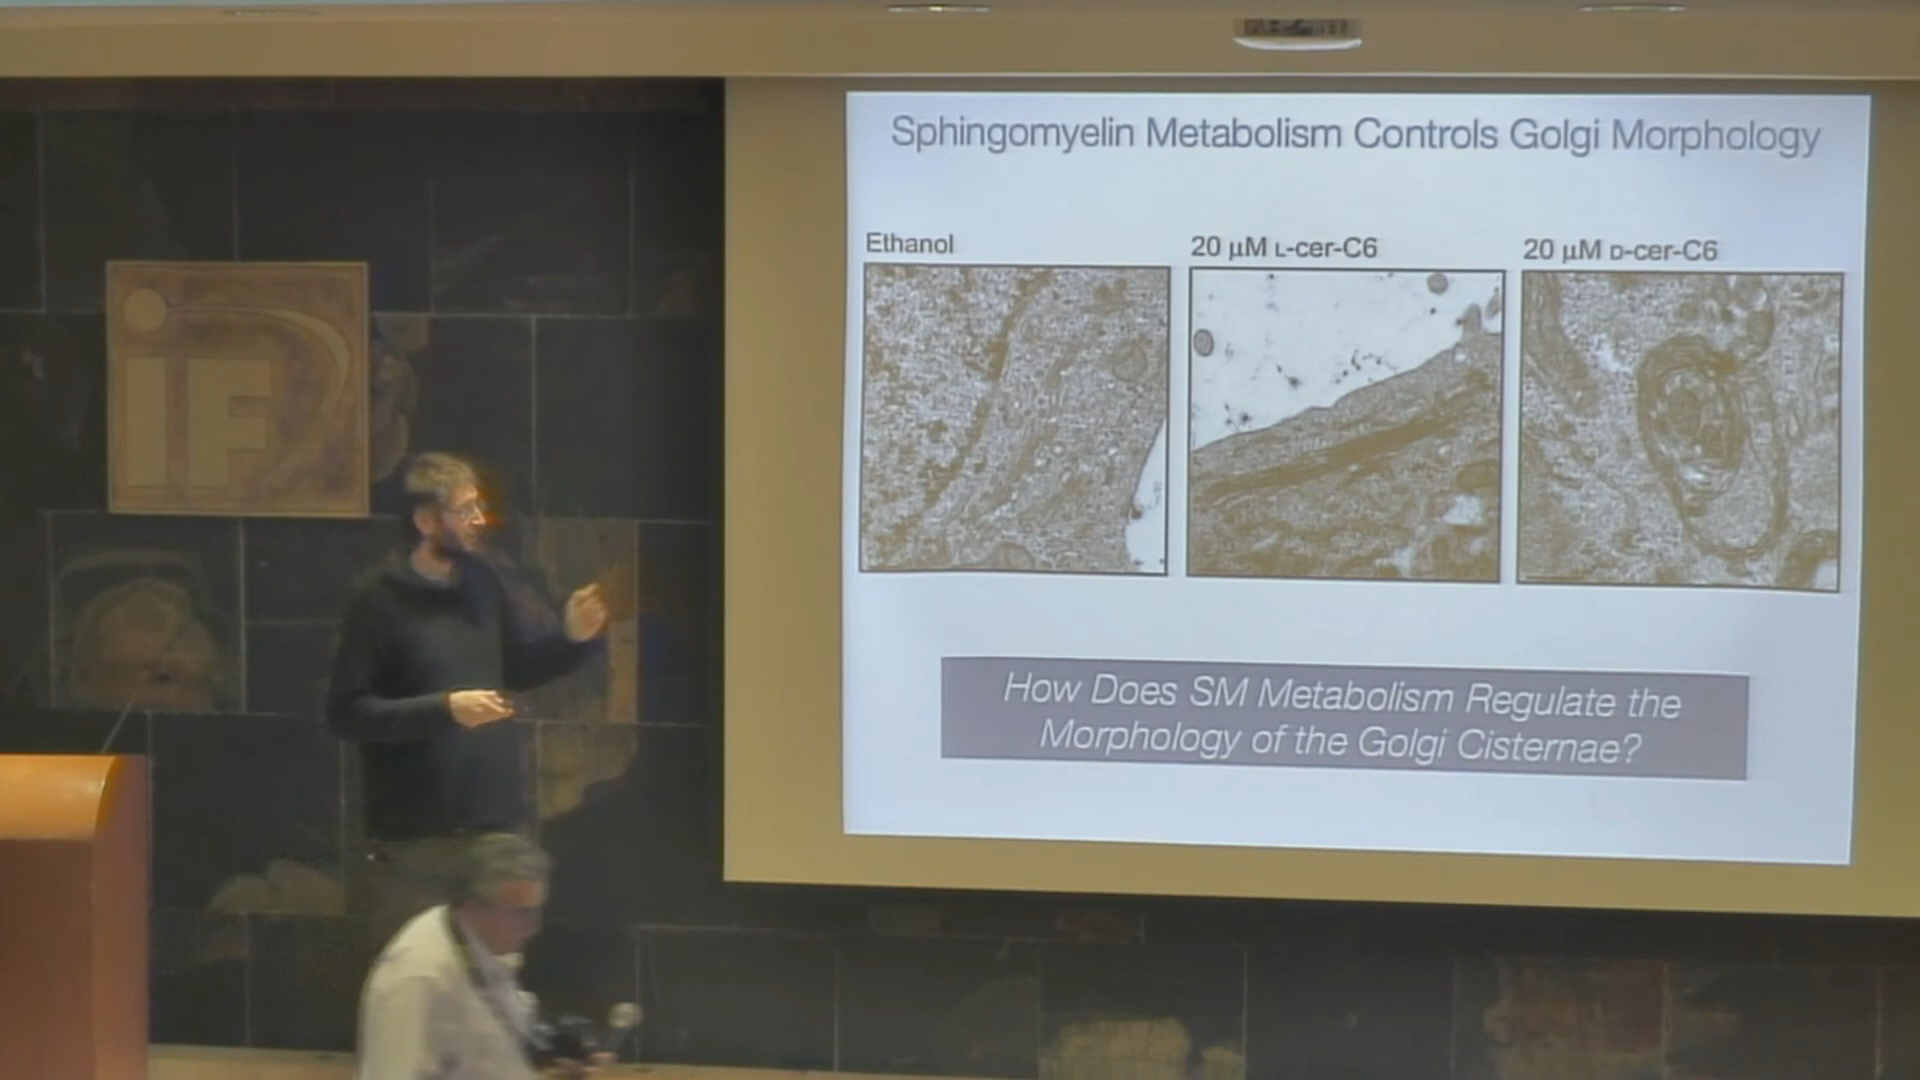 Sphingomyelin Metabolism Controls Golgi Morphology
Ethanol
20 µM L-cer-C6
20 µM D-cer-C6
How Does SM Metabolism Regulate the
Morphology of the Golgi Cisternae?
iF